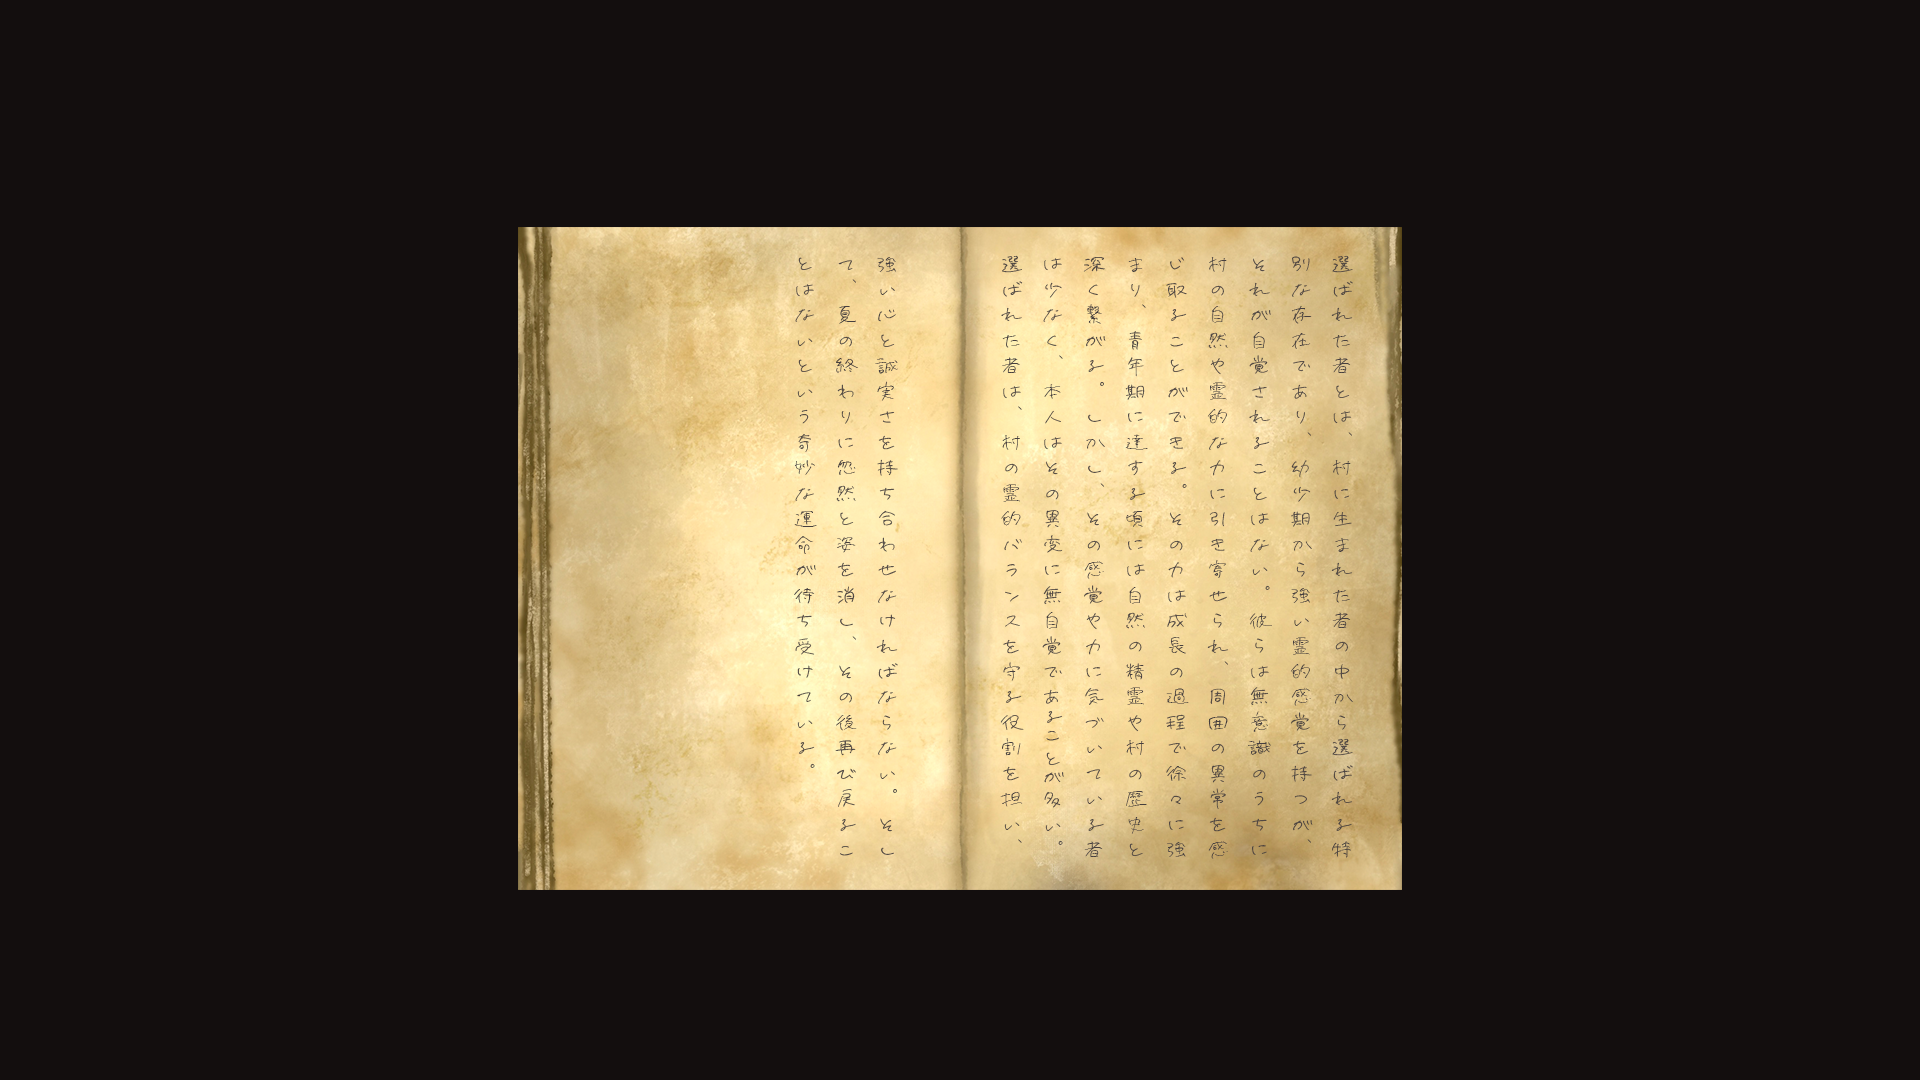 選ばれた者とは、村に生まれた者の中から選ばれる特
別な存在であり、幼少期から強い霊的感覚を持つが、
それが自覚されることはない。彼らは無意識のうちに
村の自然や霊的な力に引き寄せられ、周囲の異常を感
じ取ることができる。その力は成長の過程で徐々に強
まり、青年期に達する頃には自然の精霊や村の歴史と
深く繋がる。しかし、その感覚や力に気づいている者
は少なく、本人はその異変に無自覚であることが多い。
選ばれた者は、村の霊的バランスを守る役割を担い、
強い心と誠実さを持ち合わせなければならない。そし
て、夏の終わりに忽然と姿を消し、その後再び戻るこ
とはないという奇妙な運命が待ち受けている。